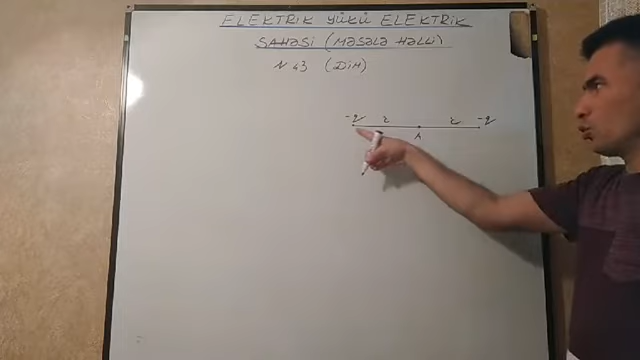 ELEKTRİK YÜKÜ ELEKTRİK
SAHƏSİ (MƏSƏLƏ HƏLLİ)
N 43 (DİM)
-q r r -q
A